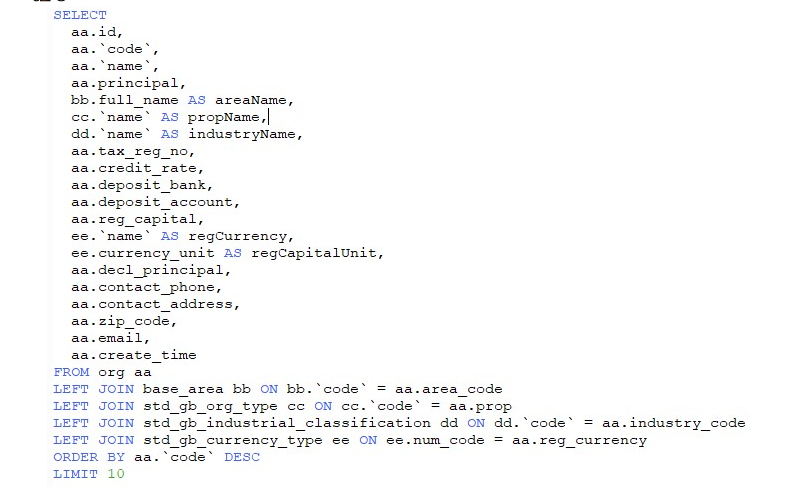 SELECT
aa.id,
aa.`code`,
aa.`name`,
aa.principal,
bb.full_name AS areaName,
cc.`name` AS propName,
dd.`name` AS industryName,
aa.tax_reg_no,
aa.credit_rate,
aa.deposit_bank,
aa.deposit_account,
aa.reg_capital,
ee.`name` AS regCurrency,
ee.currency_unit AS regCapitalUnit,
aa.decl_principal,
aa.contact_phone,
aa.contact_address,
aa.zip_code,
aa.email,
aa.create_time
FROM org aa
LEFT JOIN base_area bb ON bb.`code` = aa.area_code
LEFT JOIN std_gb_org_type cc ON cc.`code` = aa.prop
LEFT JOIN std_gb_industrial_classification dd ON dd.`code` = aa.industry_code
LEFT JOIN std_gb_currency_type ee ON ee.num_code = aa.reg_currency
ORDER BY aa.`code` DESC
LIMIT 10